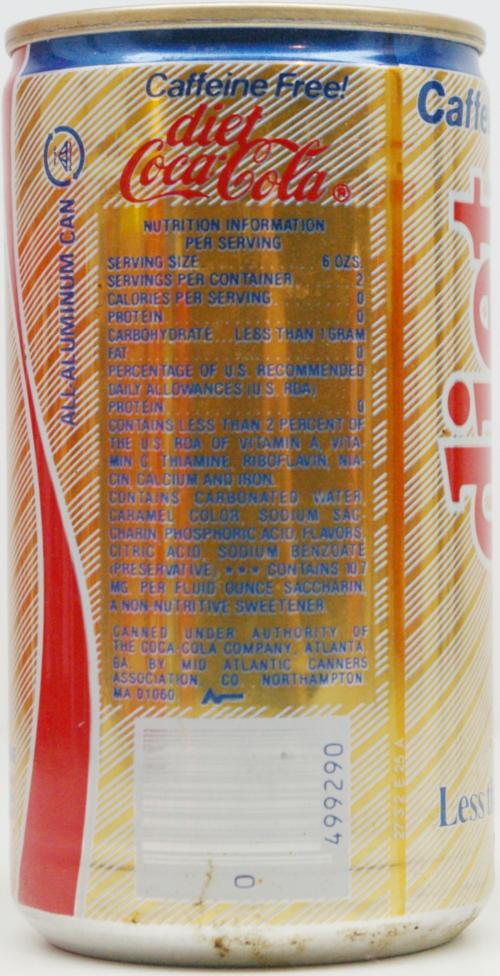 Caffeine Free!
diet
Coca-Cola®
NUTRITION INFORMATION
PER SERVING
SERVING SIZE 6 OZS.
SERVINGS PER CONTAINER 2
CALORIES PER SERVING 0
PROTEIN 0
CARBOHYDRATE LESS THAN 1 GRAM
FAT 0
PERCENTAGE OF U.S. RECOMMENDED
DAILY ALLOWANCES (U.S. RDA)
PROTEIN 0
CONTAINS LESS THAN 2 PERCENT OF
THE U.S. RDA OF VITAMIN A, VITA-
MIN C, THIAMINE, RIBOFLAVIN, NIA-
CIN, CALCIUM AND IRON.
CONTAINS CARBONATED WATER,
CARAMEL COLOR, SODIUM SAC-
CHARIN, PHOSPHORIC ACID, FLAVORS,
CITRIC ACID, SODIUM BENZOATE
(PRESERVATIVE) ★★★ CONTAINS 10.7
MG. PER FLUID OUNCE SACCHARIN,
A NON-NUTRITIVE SWEETENER.
CANNED UNDER AUTHORITY OF
THE COCA-COLA COMPANY, ATLANTA,
GA. BY MID ATLANTIC CANNERS
ASSOCIATION, CO NORTHAMPTON
MA 01060
499290
0
ALL-ALUMINUM CAN
Caffe
diet
Less